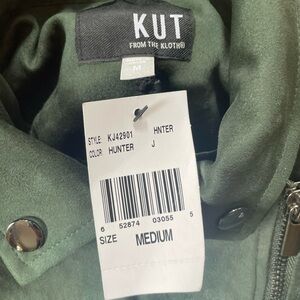 KUT
FROM THE KLOTH®
M
STYLE KJ42901 HNTER
COLOR HUNTER J
6 52874 03055 5
SIZE MEDIUM